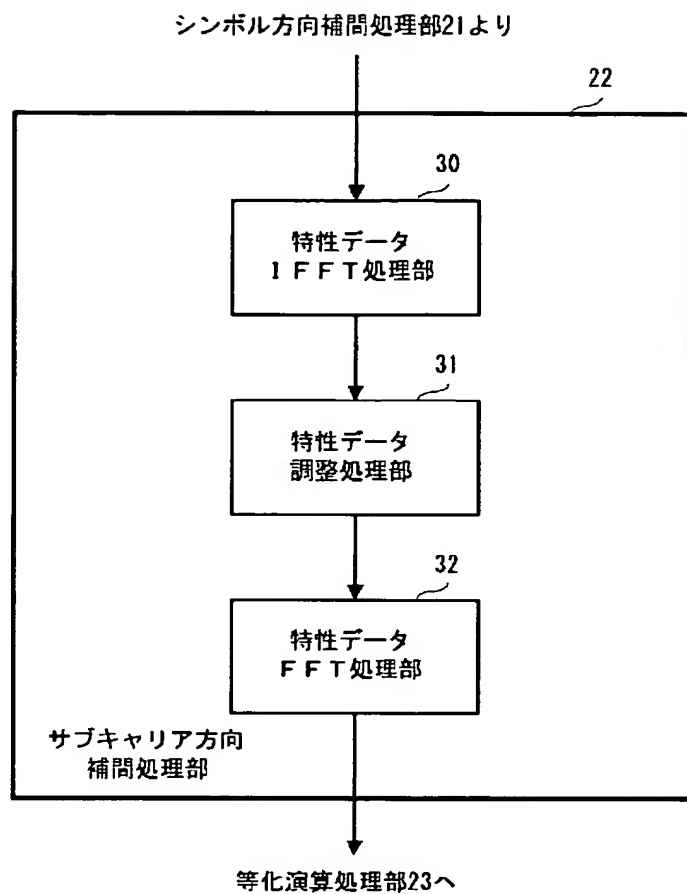 シンボル方向補間処理部21より
22
30
特性データ
IFFT処理部
31
特性データ
調整処理部
32
特性データ
FFT処理部
サブキャリア方向
補間処理部
等化演算処理部23へ